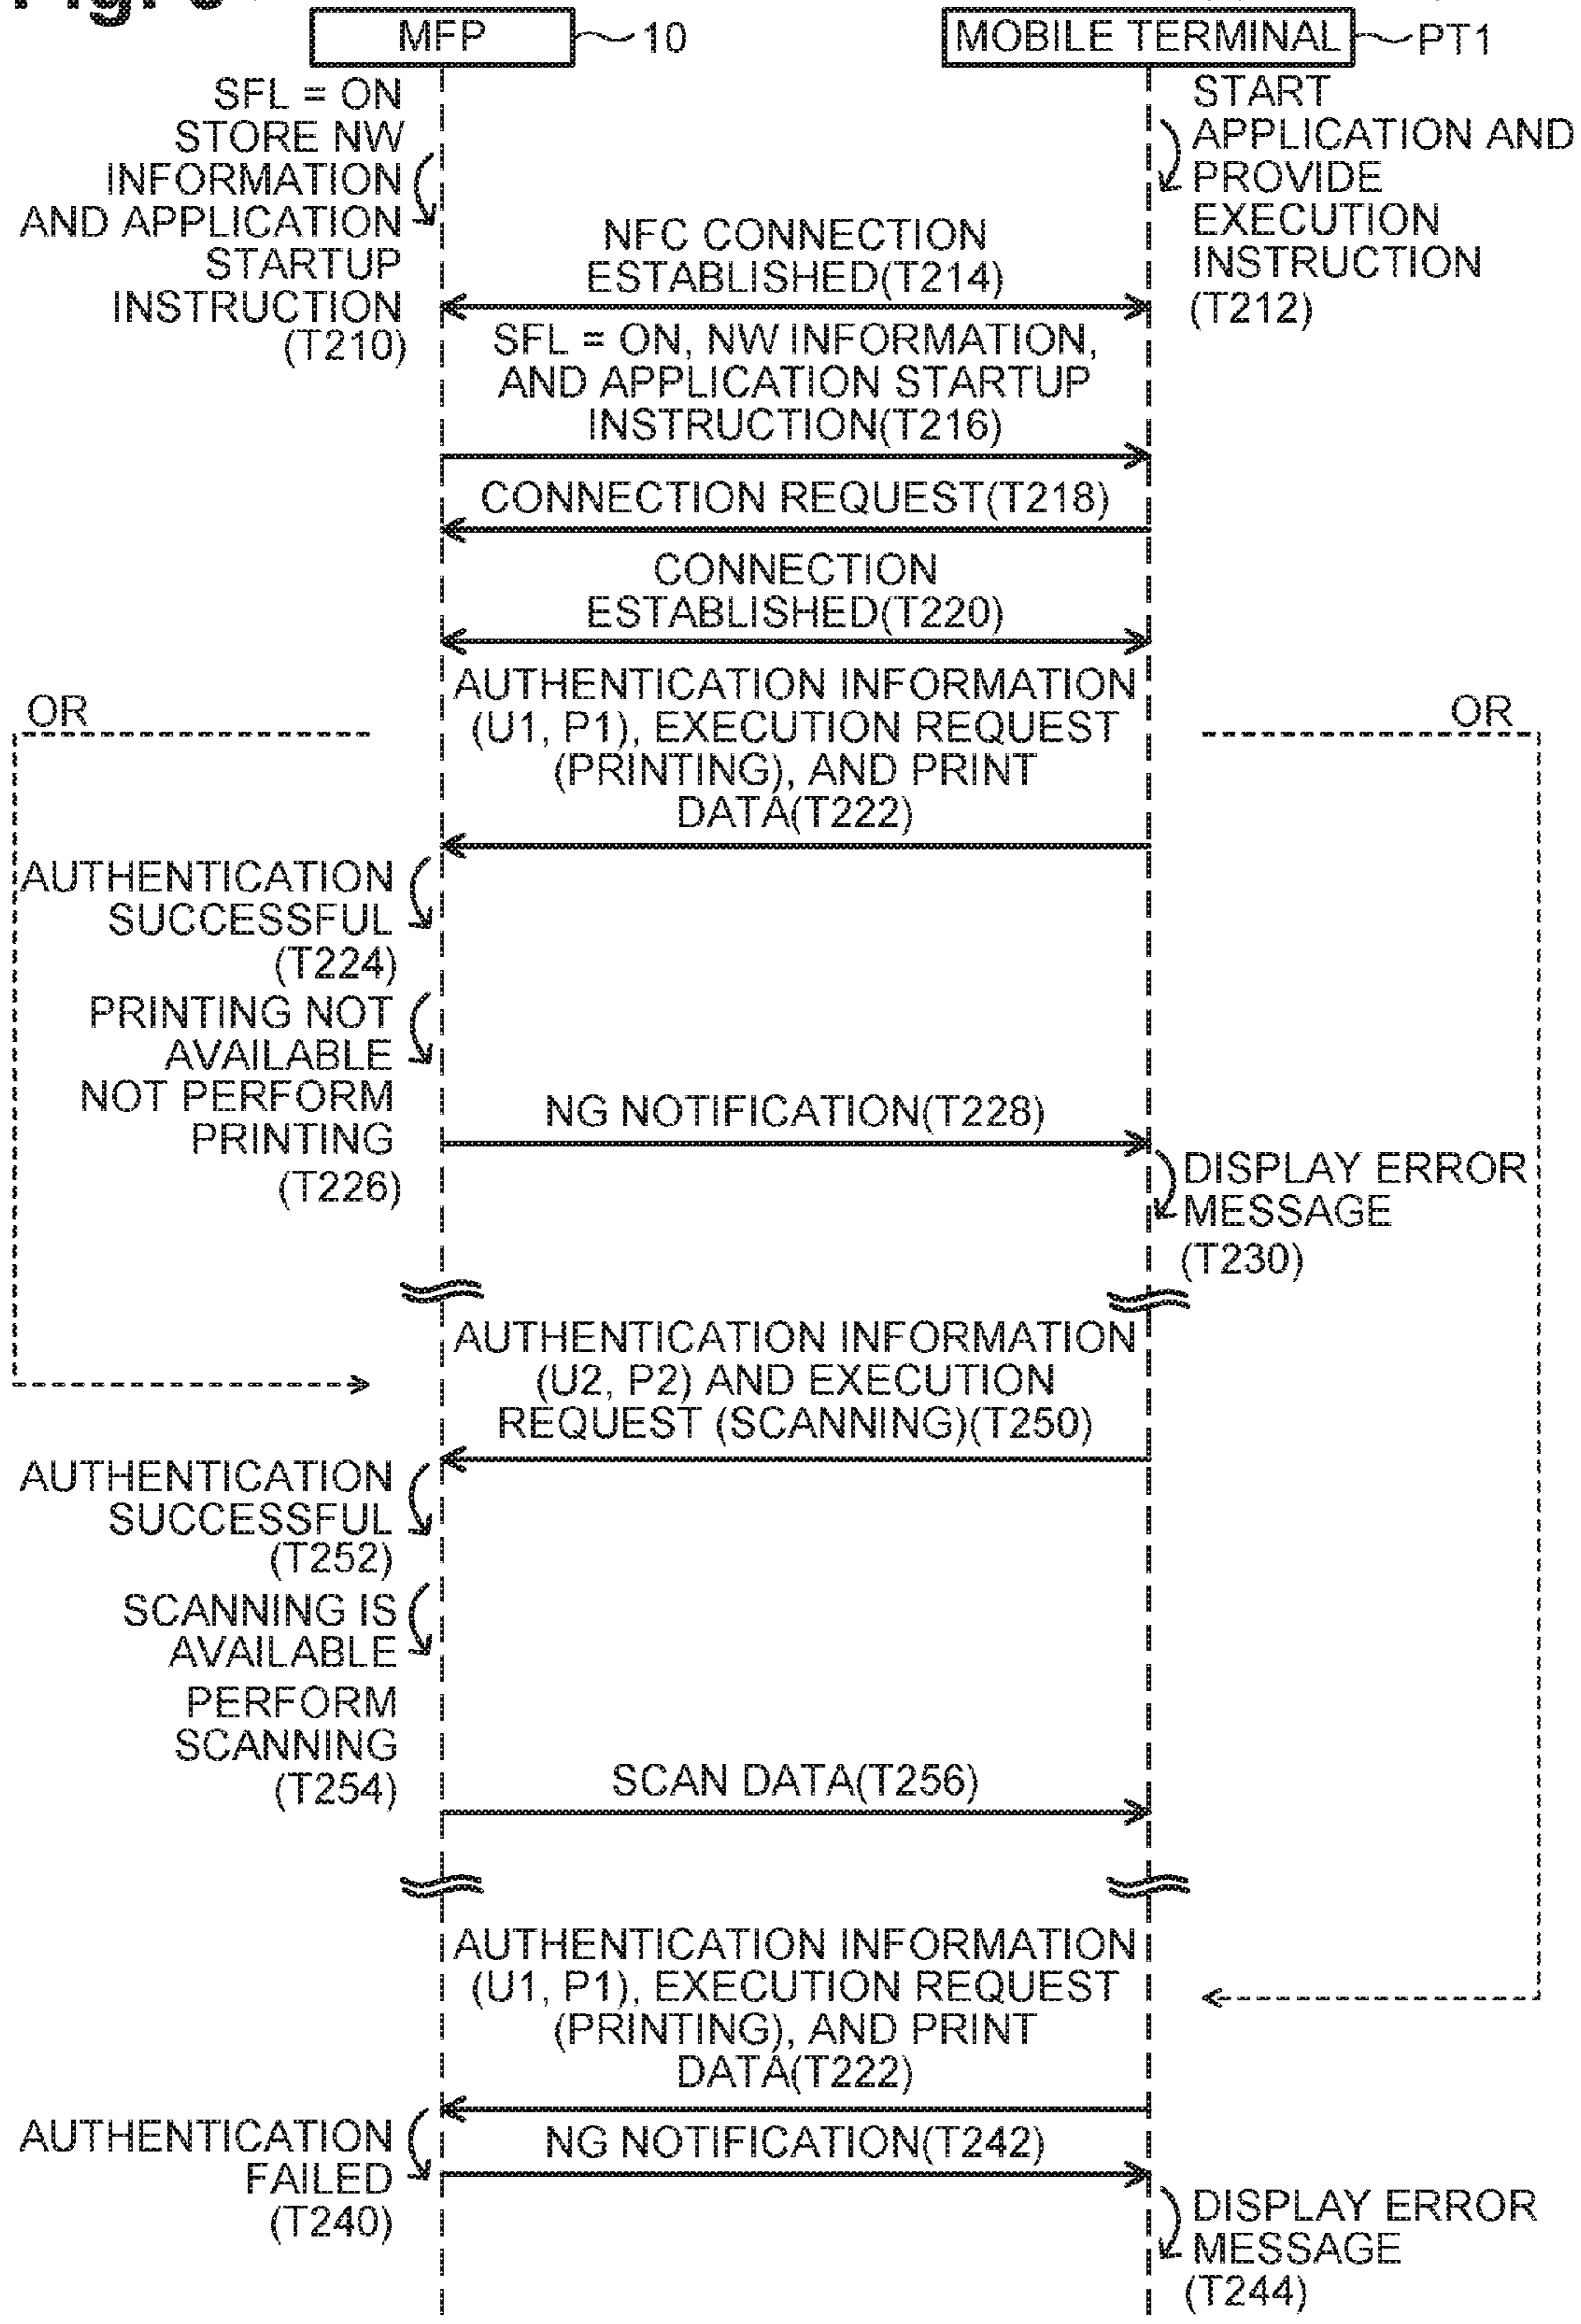 MFP
10
MOBILE TERMINAL
PT1
SFL = ON
STORE NW
INFORMATION
AND APPLICATION
STARTUP
INSTRUCTION
(T210)
START
APPLICATION AND
PROVIDE
EXECUTION
INSTRUCTION
(T212)
NFC CONNECTION
ESTABLISHED(T214)
SFL = ON, NW INFORMATION,
AND APPLICATION STARTUP
INSTRUCTION(T216)
CONNECTION REQUEST(T218)
CONNECTION
ESTABLISHED(T220)
OR
OR
AUTHENTICATION INFORMATION
(U1, P1), EXECUTION REQUEST
(PRINTING), AND PRINT
DATA(T222)
AUTHENTICATION
SUCCESSFUL
(T224)
PRINTING NOT
AVAILABLE
NOT PERFORM
PRINTING
(T226)
NG NOTIFICATION(T228)
DISPLAY ERROR
MESSAGE
(T230)
AUTHENTICATION INFORMATION
(U2, P2) AND EXECUTION
REQUEST (SCANNING)(T250)
AUTHENTICATION
SUCCESSFUL
(T252)
SCANNING IS
AVAILABLE
PERFORM
SCANNING
(T254)
SCAN DATA(T256)
AUTHENTICATION INFORMATION
(U1, P1), EXECUTION REQUEST
(PRINTING), AND PRINT
DATA(T222)
AUTHENTICATION
FAILED
(T240)
NG NOTIFICATION(T242)
DISPLAY ERROR
MESSAGE
(T244)